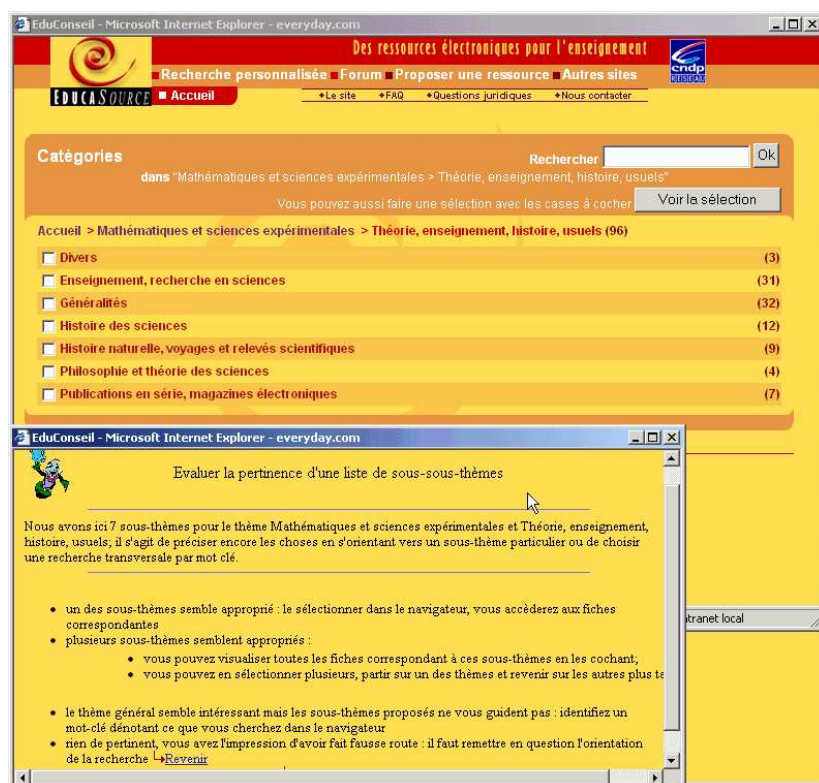 EduConseil - Microsoft Internet Explorer - everyday.com
Des ressources électroniques pour l'enseignement
cndp
RESEAU
Recherche personnalisée Forum Proposer une ressource Autres sites
EDUCASOURCE Accueil
Le site FAQ Questions juridiques Nous contacter
Catégories
Rechercher Ok
dans "Mathématiques et sciences expérimentales > Théorie, enseignement, histoire, usuels"
Vous pouvez aussi faire une sélection avec les cases à cocher Voir la sélection
Accueil > Mathématiques et sciences expérimentales > Théorie, enseignement, histoire, usuels (96)
Divers (3)
Enseignement, recherche en sciences (31)
Généralités (32)
Histoire des sciences (12)
Histoire naturelle, voyages et relevés scientifiques (9)
Philosophie et théorie des sciences (4)
Publications en série, magazines électroniques (7)
EduConseil - Microsoft Internet Explorer - everyday.com
Evaluer la pertinence d'une liste de sous-sous-thèmes
Nous avons ici 7 sous-thèmes pour le thème Mathématiques et sciences expérimentales et Théorie, enseignement,
histoire, usuels; il s'agit de préciser encore les choses en s'orientant vers un sous-thème particulier ou de choisir
une recherche transversale par mot clé.
• un des sous-thèmes semble approprié : le sélectionner dans le navigateur, vous accèderez aux fiches
correspondantes
• plusieurs sous-thèmes semblent appropriés :
• vous pouvez visualiser toutes les fiches correspondant à ces sous-thèmes en les cochant;
• vous pouvez en sélectionner plusieurs, partir sur un des thèmes et revenir sur les autres plus ta
• le thème général semble intéressant mais les sous-thèmes proposés ne vous guident pas : identifiez un
mot-clé dénotant ce que vous cherchez dans le navigateur
• rien de pertinent, vous avez l'impression d'avoir fait fausse route : il faut remettre en question l'orientation
de la recherche Revenir
tranet local